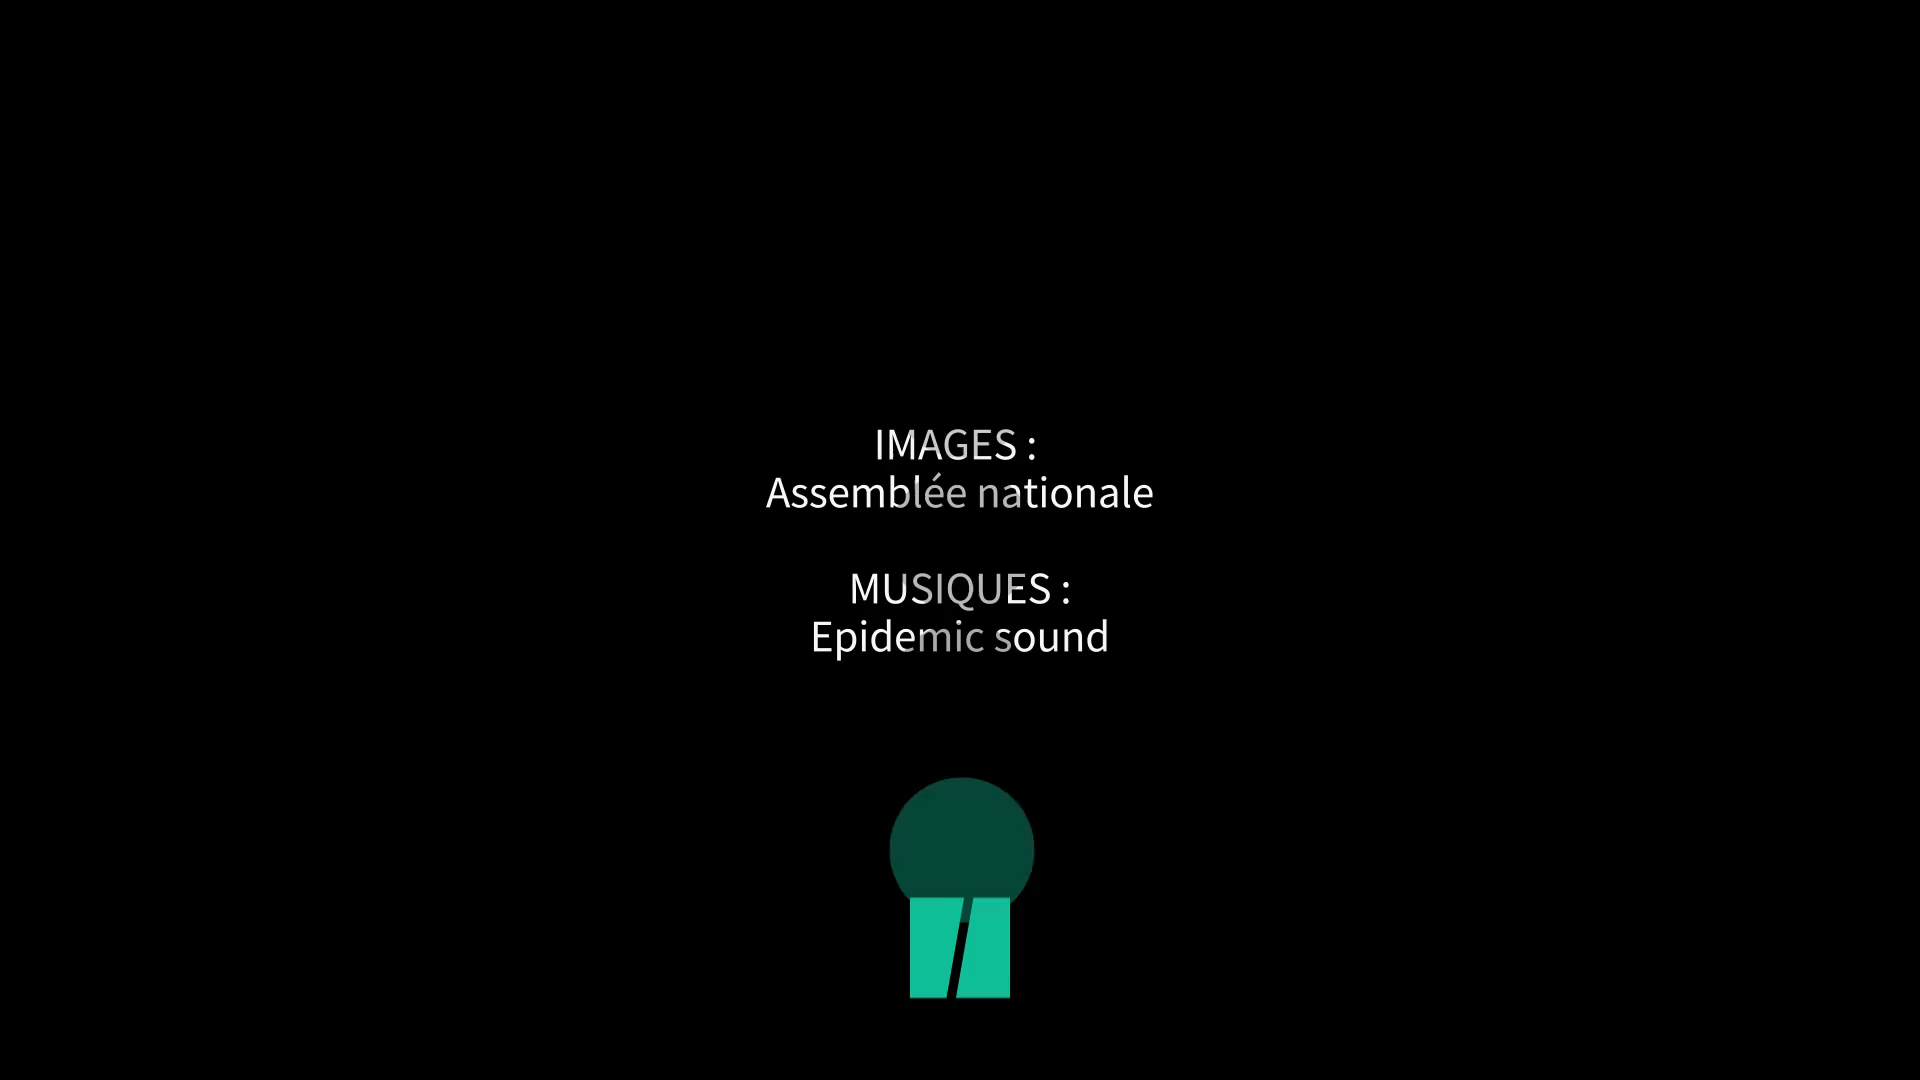 IMAGES :
Assemblée nationale
MUSIQUES :
Epidemic sound